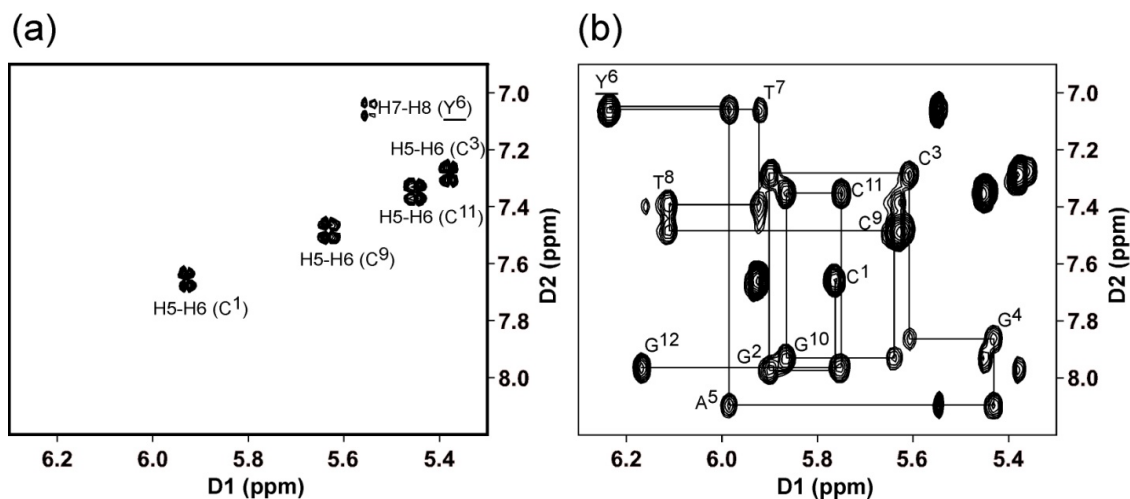 (a)
H7-H8 (Y6)
H5-H6 (C3)
H5-H6 (C11)
H5-H6 (C9)
H5-H6 (C1)
7.0
7.2
7.4
7.6
7.8
8.0
D2 (ppm)
6.2 6.0 5.8 5.6 5.4
D1 (ppm)
(b)
Y6
T7
C3
T8
C11
C9
C1
G4
G12
G2
G10
A5
7.0
7.2
7.4
7.6
7.8
8.0
D2 (ppm)
6.2 6.0 5.8 5.6 5.4
D1 (ppm)